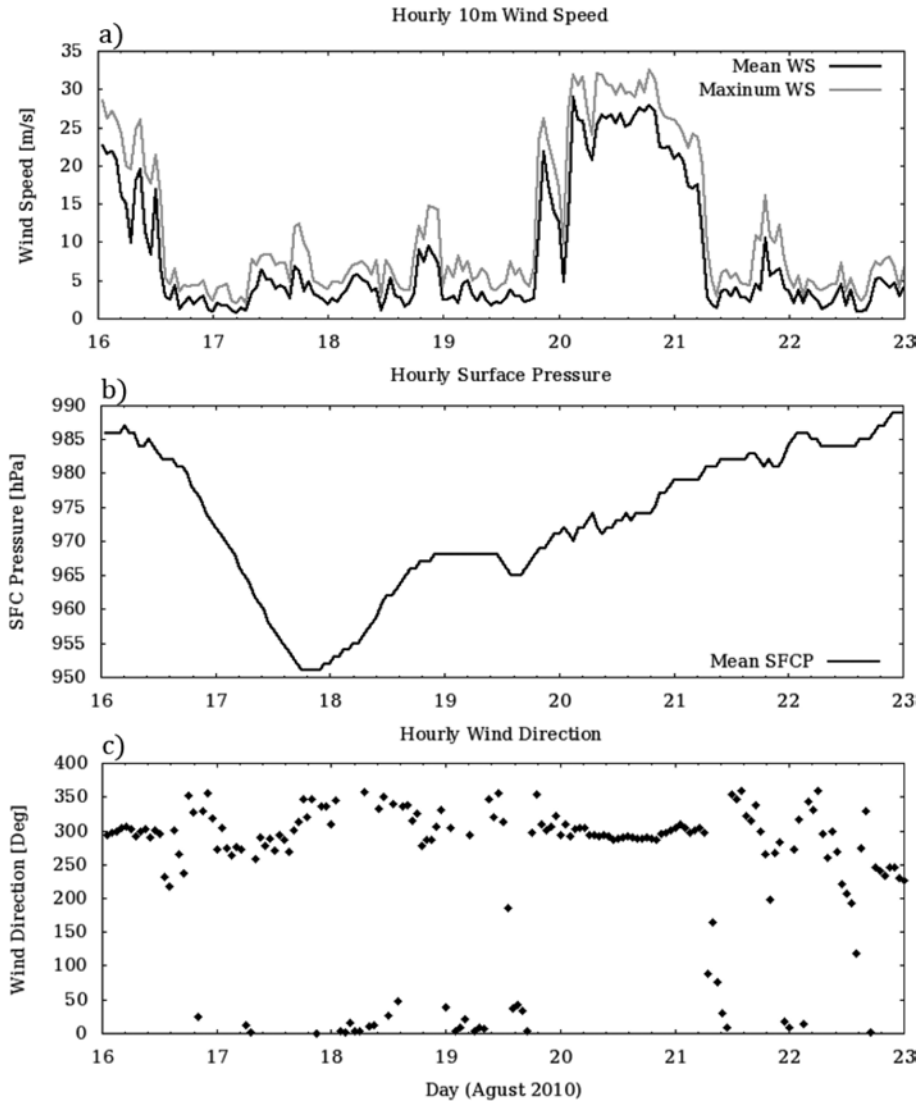 Hourly 10m Wind Speed
a)
35
30
25
20
15
10
5
0
Wind Speed [m/s]
Mean WS
Maxinum WS
16 17 18 19 20 21 22 23
Hourly Surface Pressure
b)
990
985
980
975
970
965
960
955
950
SFC Pressure [hPa]
Mean SFCP
16 17 18 19 20 21 22 23
Hourly Wind Direction
c)
400
350
300
250
200
150
100
50
0
Wind Direction [Deg]
16 17 18 19 20 21 22 23
Day (Agust 2010)